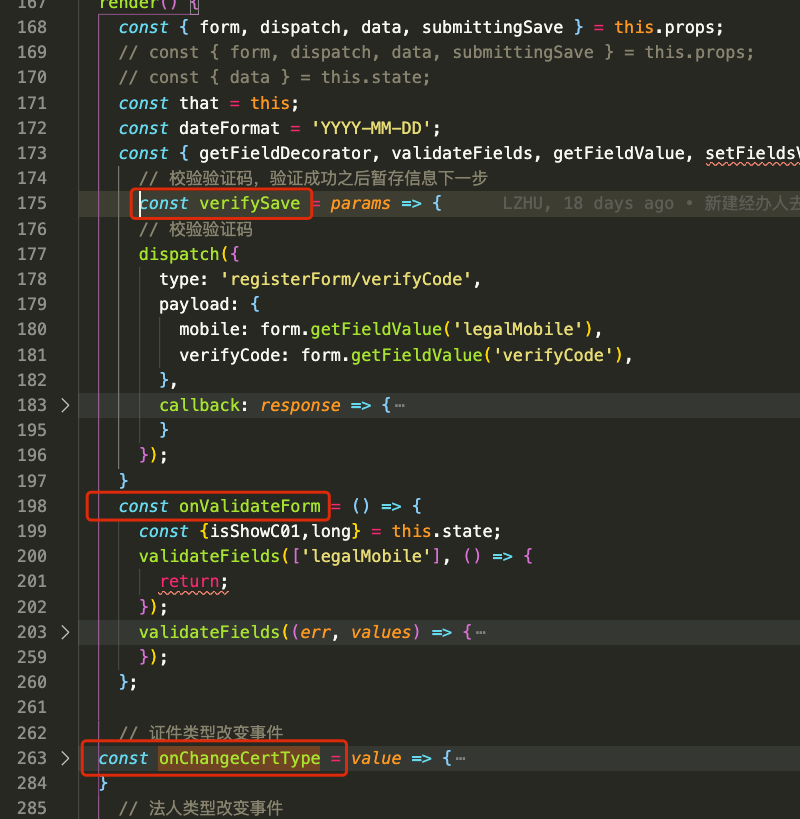 167 render() {
168 const { form, dispatch, data, submittingSave } = this.props;
169 // const { form, dispatch, data, submittingSave } = this.props;
170 // const { data } = this.state;
171 const that = this;
172 const dateFormat = 'YYYY-MM-DD';
173 const { getFieldDecorator, validateFields, getFieldValue, setFieldsV
174 // 校验验证码，验证成功之后暂存信息下一步
175 const verifySave = params => { LZHU, 18 days ago • 新建经办人去
176 // 校验验证码
177 dispatch({
178 type: 'registerForm/verifyCode',
179 payload: {
180 mobile: form.getFieldValue('legalMobile'),
181 verifyCode: form.getFieldValue('verifyCode'),
182 },
183 callback: response => {…
195 }
196 });
197 }
198 const onValidateForm = () => {
199 const {isShowC01,long} = this.state;
200 validateFields(['legalMobile'], () => {
201 return;
202 });
203 validateFields((err, values) => {…
259 });
260 };
261
262 // 证件类型改变事件
263 const onChangeCertType = value => {…
284 }
285 // 法人类型改变事件